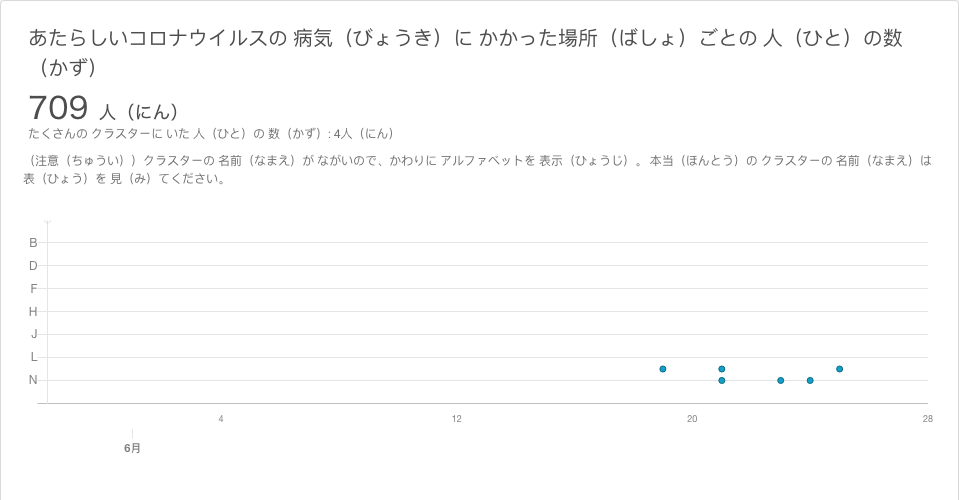 あたらしいコロナウイルスの 病気（びょうき）に かかった場所（ばしょ）ごとの 人（ひと）の数
（かず）
709 人（にん）
たくさんの クラスターに いた 人（ひと）の 数（かず）: 4人（にん）
（注意（ちゅうい））クラスターの 名前（なまえ）が ながいので、かわりに アルファベットを 表示（ひょうじ）。 本当（ほんとう）の クラスターの 名前（なまえ）は
表（ひょう）を 見（み）てください。
B
D
F
H
J
L
N
4 12 20 28
6月